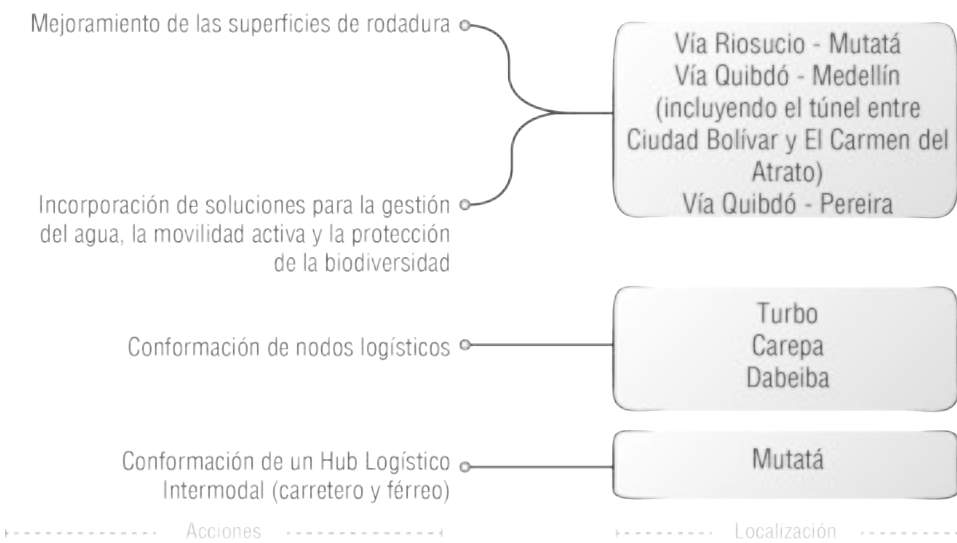 Mejoramiento de las superficies de rodadura
Vía Riosucio - Mutatá
Vía Quibdó - Medellín
(incluyendo el túnel entre
Ciudad Bolívar y El Carmen del
Atrato)
Vía Quibdó - Pereira
Incorporación de soluciones para la gestión
del agua, la movilidad activa y la protección
de la biodiversidad
Conformación de nodos logísticos
Turbo
Carepa
Dabeiba
Conformación de un Hub Logístico
Intermodal (carretero y férreo)
Mutatá
Acciones
Localización